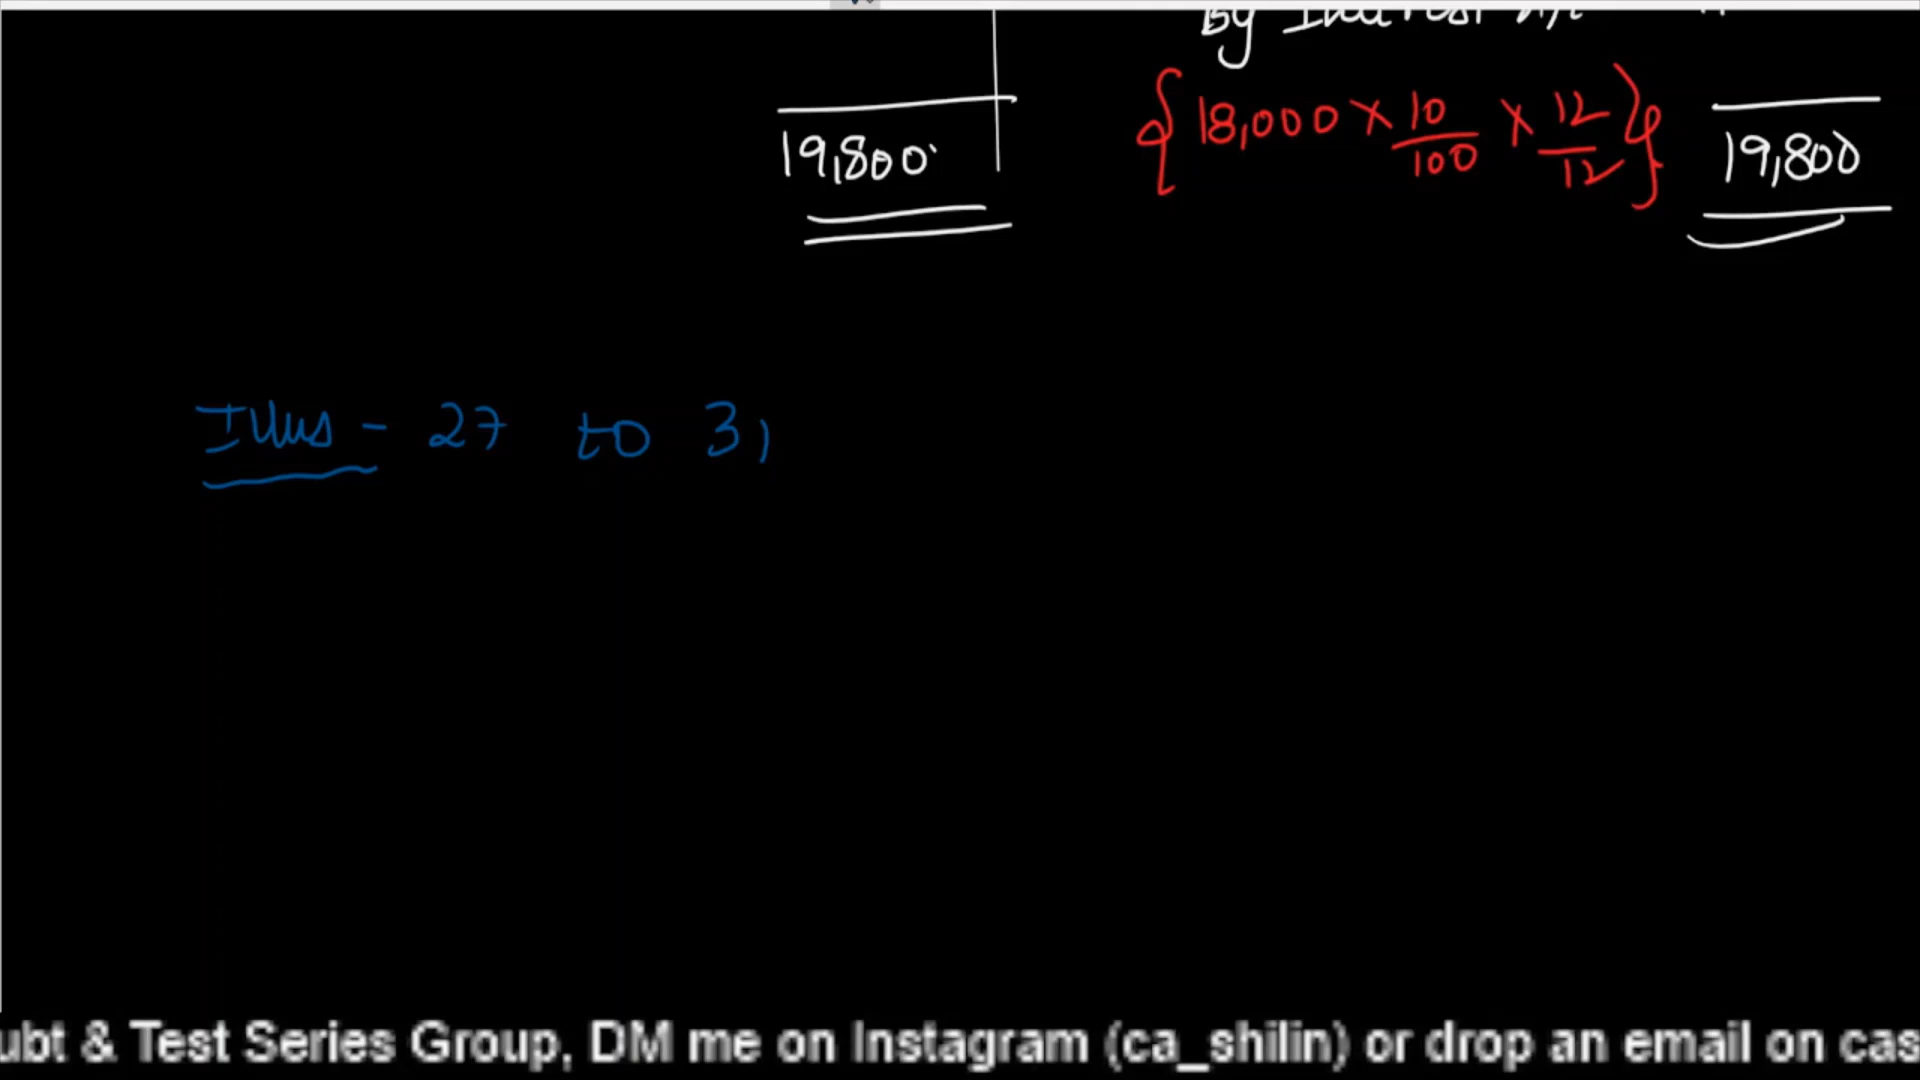 By Interest A/c
{18,000 × 10/100 × 12/12}
19,800 19,800
Illus - 27 to 31
ubt & Test Series Group, DM me on Instagram (ca_shilin) or drop an email on cas